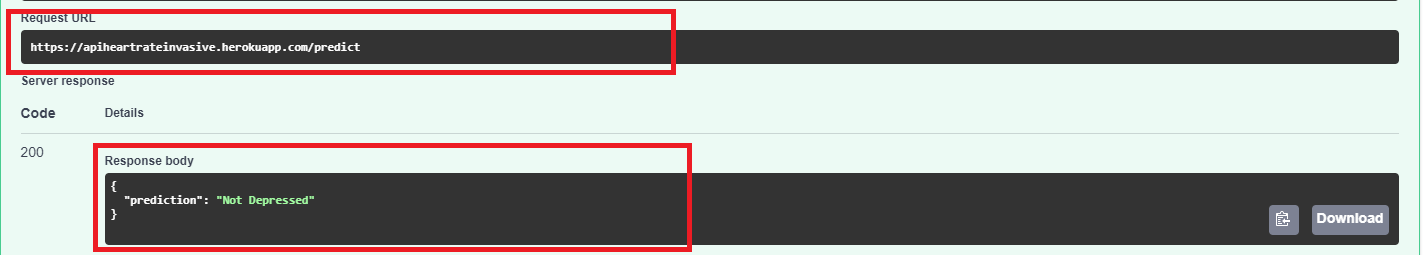 Request URL
https://apiheartrateinvasive.herokuapp.com/predict
Server response
Code Details
200
Response body
{
"prediction": "Not Depressed"
}
Download